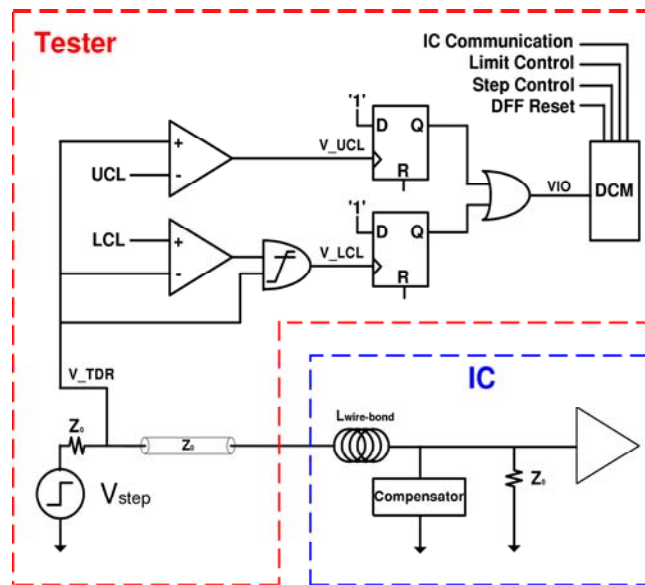 Tester
IC Communication
Limit Control
Step Control
DFF Reset
'1'
D
Q
R
+
-
UCL
V_UCL
VIO
DCM
'1'
D
Q
R
LCL
+
-
V_LCL
V_TDR
IC
Lwire-bond
Z₀
Z₀
Vstep
Compensator
Z₀